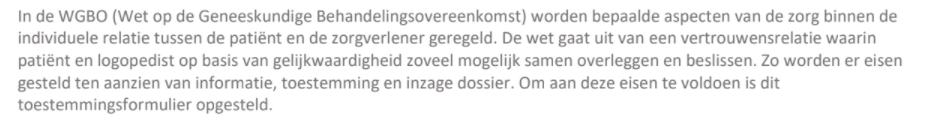 In de WGBO (Wet op de Geneeskundige Behandelingsovereenkomst) worden bepaalde aspecten van de zorg binnen de
individuele relatie tussen de patiënt en de zorgverlener geregeld. De wet gaat uit van een vertrouwensrelatie waarin
patiënt en logopedist op basis van gelijkwaardigheid zoveel mogelijk samen overleggen en beslissen. Zo worden er eisen
gesteld ten aanzien van informatie, toestemming en inzage dossier. Om aan deze eisen te voldoen is dit
toestemmingsformulier opgesteld.